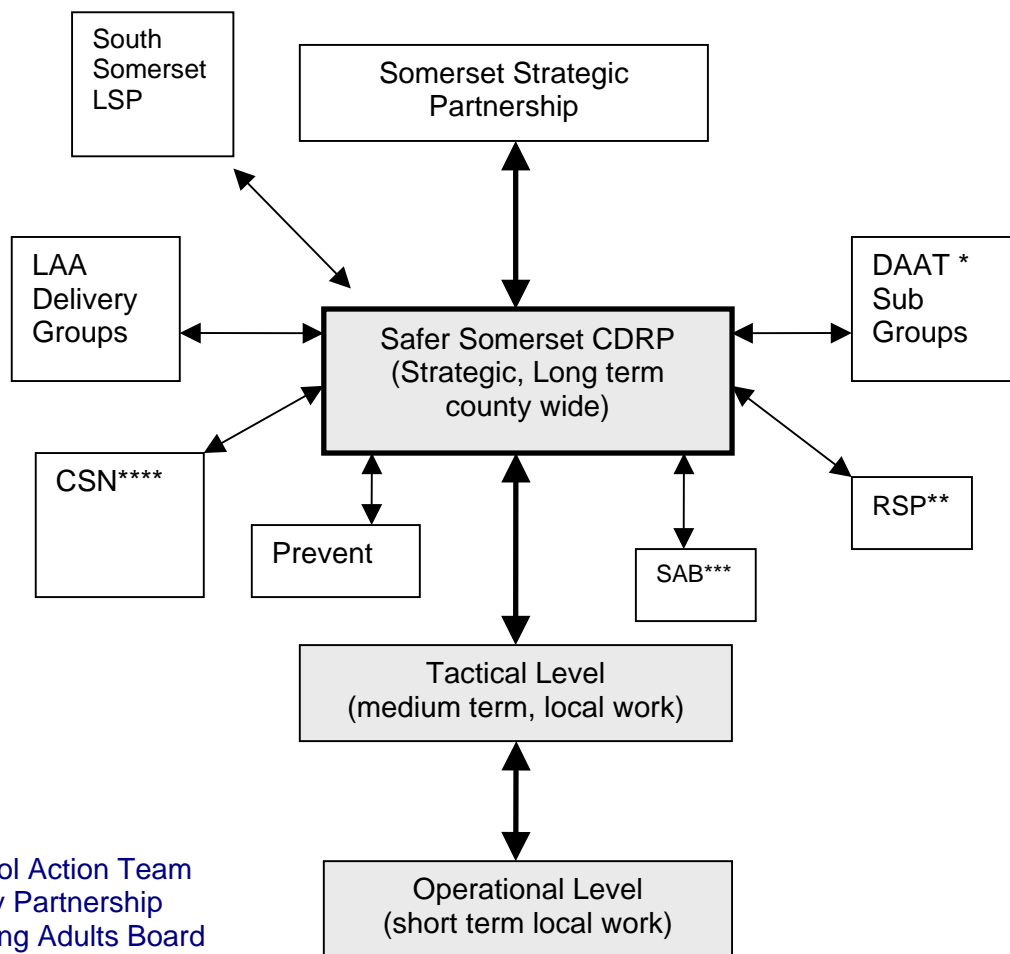 South
Somerset
LSP
Somerset Strategic
Partnership
LAA
Delivery
Groups
DAAT *
Sub
Groups
Safer Somerset CDRP
(Strategic, Long term
county wide)
CSN****
Prevent
SAB***
RSP**
Tactical Level
(medium term, local work)
Operational Level
(short term local work)
ol Action Team
Partnership
ng Adults Board